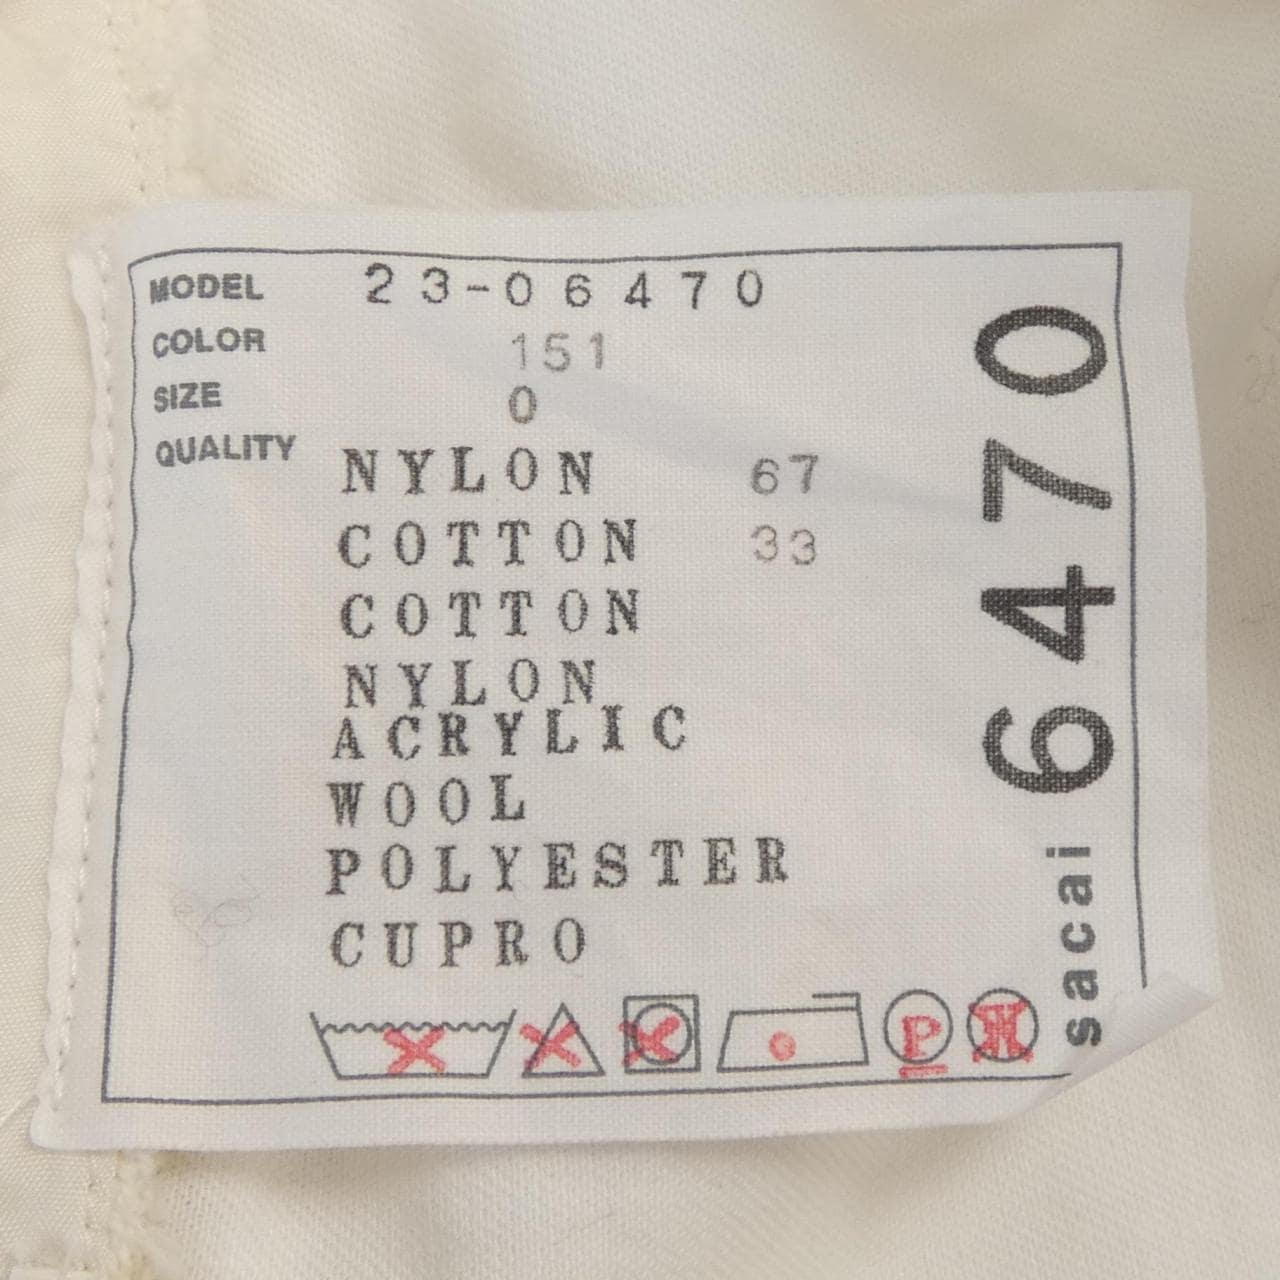 MODEL 23-06470
COLOR 151
SIZE 0
QUALITY
NYLON 67
COTTON 33
COTTON
NYLON
ACRYLIC
WOOL
POLYESTER
CUPRO
P W
sacai 6470